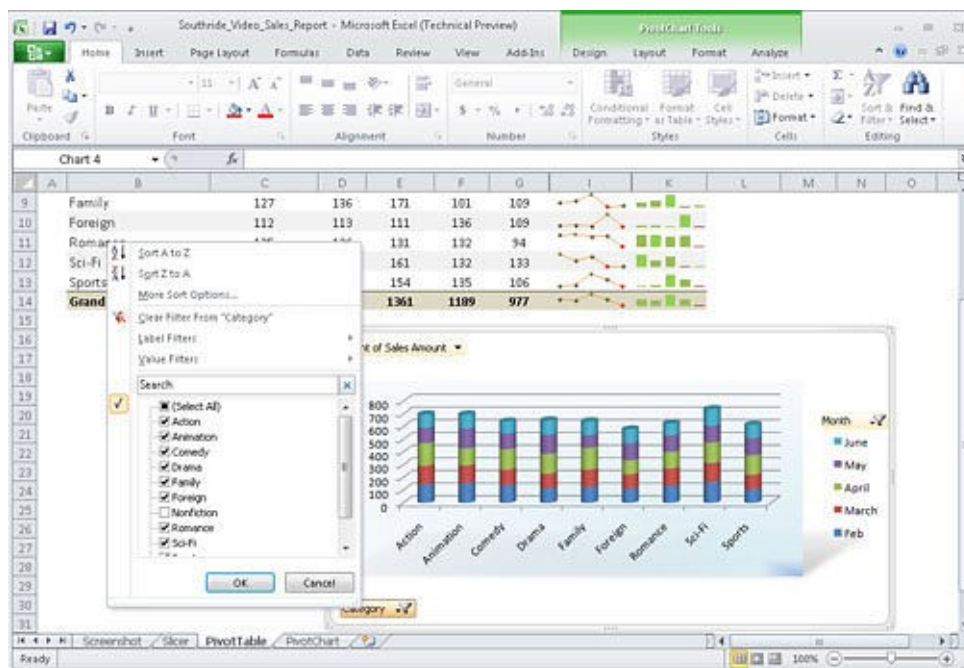 Southride_Video_Sales_Report - Microsoft Excel (Technical Preview)
PivotChart Tools
Home Insert Page Layout Formulas Data Review View Add-Ins Design Layout Format Analyze
Paste
11
General
Conditional Formatting
Format as Table
Cell Styles
Insert
Delete
Format
Sort & Filter
Find & Select
Clipboard Font Alignment Number Styles Cells Editing
Chart 4
fx
A B C D E F G I K L M N O
9 Family 127 136 171 101 109
10 Foreign 112 113 111 136 109
11 Romance 131 132 94
12 Sci-Fi 161 132 133
13 Sports 154 135 106
14 Grand 1361 1189 977
15
16
17
18
19
20
21
22
23
24
25
26
27
28
29
30
31
Sort A to Z
Sort Z to A
More Sort Options...
Clear Filter From "Category"
Label Filters
Value Filters
Search
(Select All)
Action
Animation
Comedy
Drama
Family
Foreign
Nonfiction
Romance
Sci-Fi
OK Cancel
of Sales Amount
800
700
600
500
400
300
200
100
0
Action Animation Comedy Drama Family Foreign Romance Sci-Fi Sports
Month
June
May
April
March
Feb
Category
Screenshot Slicer PivotTable PivotChart
Ready
100%